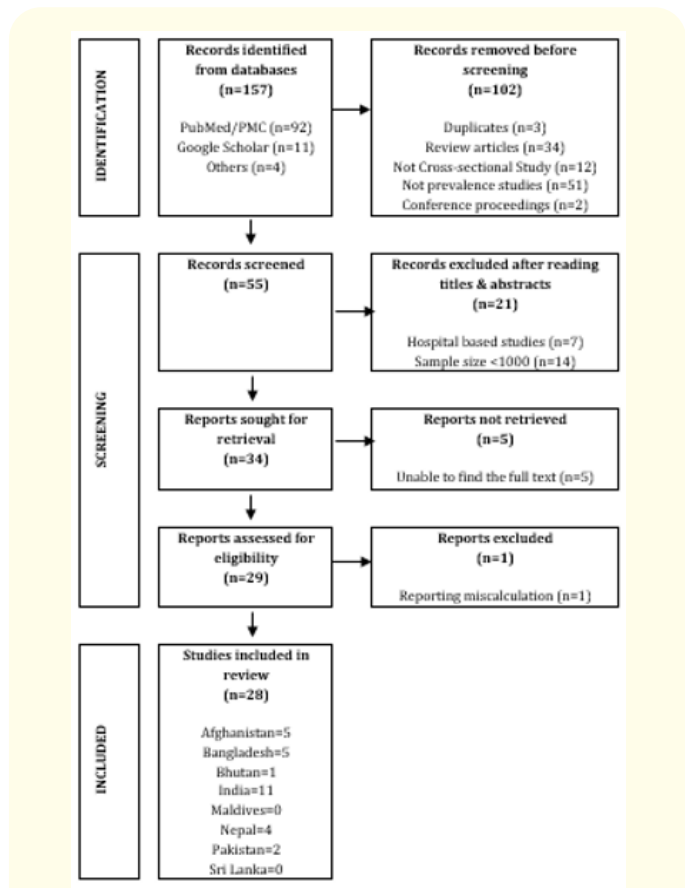 IDENTIFICATION
Records identified
from databases
(n=157)
PubMed/PMC (n=92)
Google Scholar (n=11)
Others (n=4)
Records removed before
screening
(n=102)
Duplicates (n=3)
Review articles (n=34)
Not Cross-sectional Study (n=12)
Not prevalence studies (n=51)
Conference proceedings (n=2)
SCREENING
Records screened
(n=55)
Records excluded after reading
titles & abstracts
(n=21)
Hospital based studies (n=7)
Sample size <1000 (n=14)
Reports sought for
retrieval
(n=34)
Reports not retrieved
(n=5)
Unable to find the full text (n=5)
Reports assessed for
eligibility
(n=29)
Reports excluded
(n=1)
Reporting miscalculation (n=1)
INCLUDED
Studies included in
review
(n=28)
Afghanistan=5
Bangladesh=5
Bhutan=1
India=11
Maldives=0
Nepal=4
Pakistan=2
Sri Lanka=0